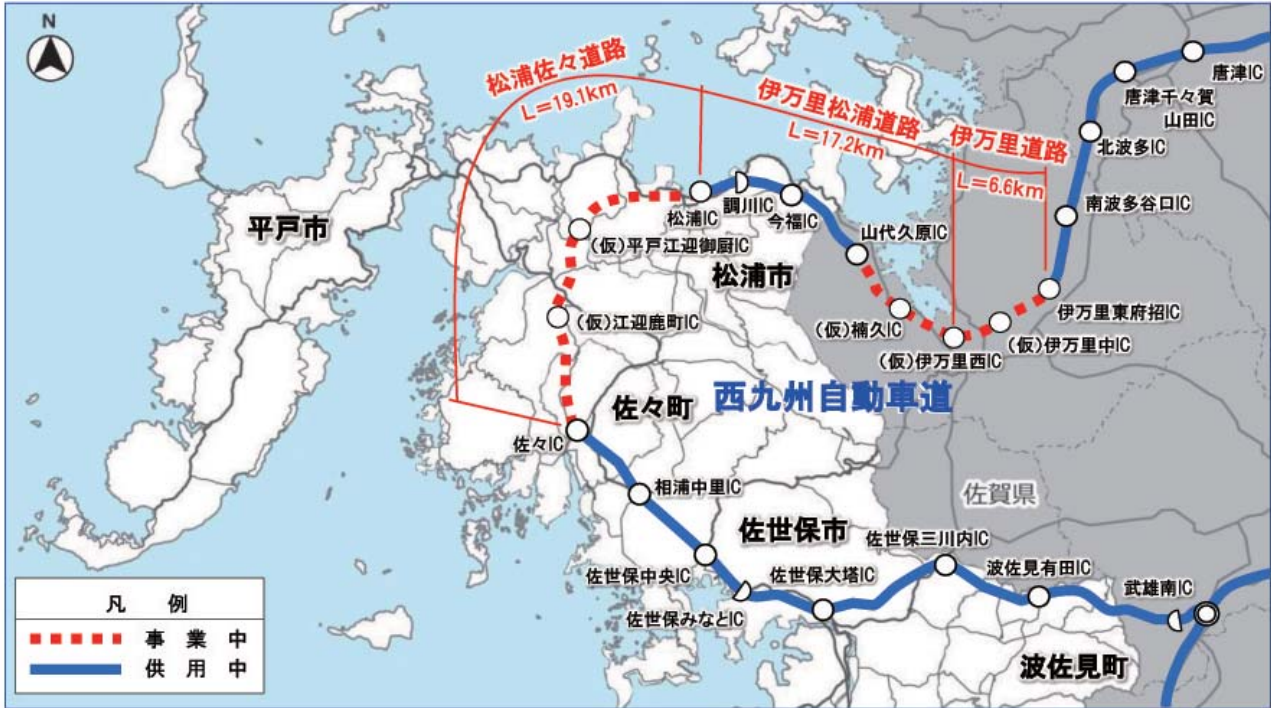 N
松浦佐々道路
L=19.1km
伊万里松浦道路
L=17.2km
伊万里道路
L=6.6km
唐津IC
唐津千々賀
山田IC
北波多IC
南波多谷口IC
伊万里東府招IC
(仮)伊万里中IC
(仮)伊万里西IC
(仮)楠久IC
山代久原IC
今福IC
調川IC
松浦IC
(仮)平戸江迎御厨IC
平戸市
松浦市
(仮)江迎鹿町IC
西九州自動車道
佐々町
佐々IC
相浦中里IC
佐賀県
佐世保市
佐世保三川内IC
佐世保中央IC
佐世保大塔IC
波佐見有田IC
武雄南IC
佐世保みなとIC
波佐見町
凡 例
事 業 中
供 用 中